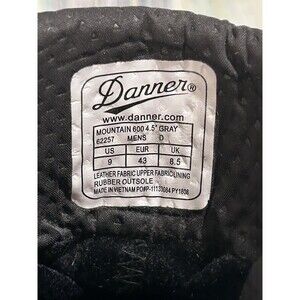 Danner®
www.danner.com
MOUNTAIN 600 4.5" GRAY
62257 MENS D
US EUR UK
9 43 8.5
LEATHER FABRIC UPPER FABRIC LINING
RUBBER OUTSOLE
MADE IN VIETNAM